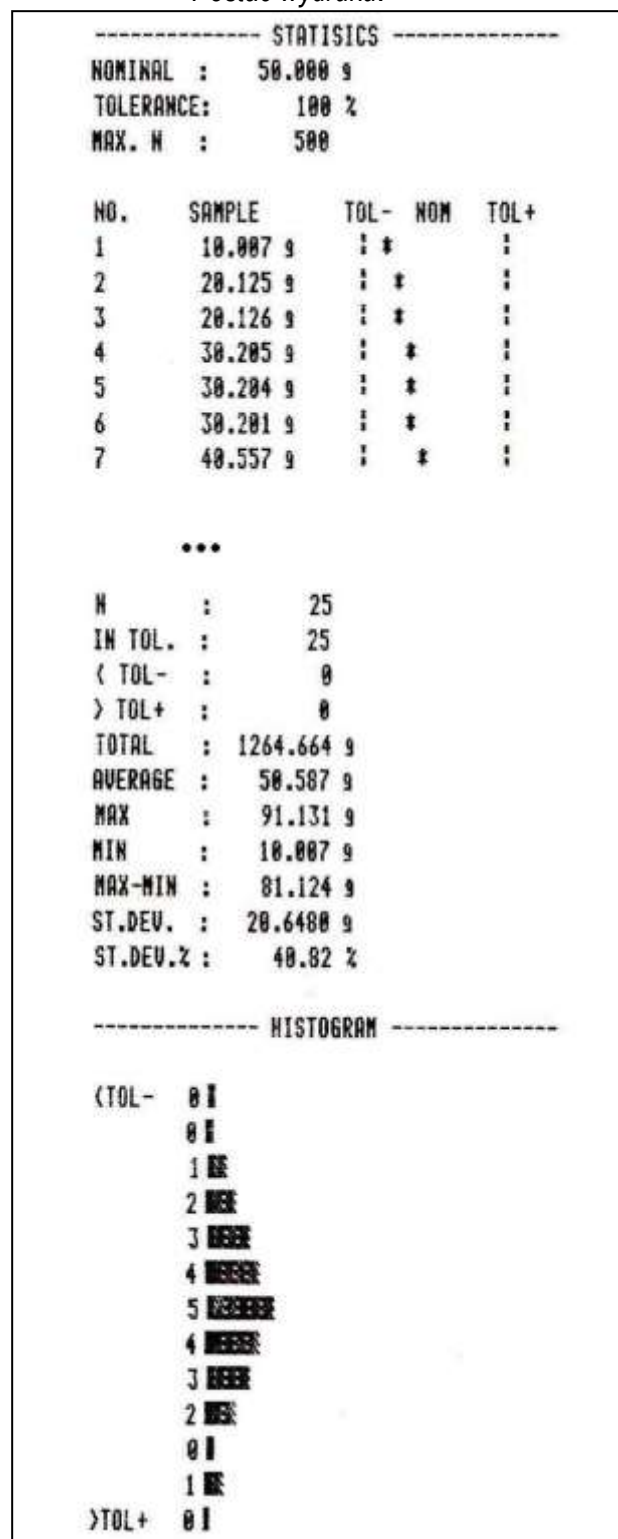 Postać wydruku:
-------------- STATISICS --------------
NOMINAL : 50.000 g
TOLERANCE: 100 %
MAX. N : 500
NO. SAMPLE TOL- NOM TOL+
1 10.007 g ¦ * ¦
2 20.125 g ¦ * ¦
3 20.126 g ¦ * ¦
4 30.205 g ¦ * ¦
5 30.204 g ¦ * ¦
6 30.201 g ¦ * ¦
7 40.557 g ¦ * ¦
•••
N : 25
IN TOL. : 25
< TOL- : 0
> TOL+ : 0
TOTAL : 1264.664 g
AVERAGE : 50.587 g
MAX : 91.131 g
MIN : 10.007 g
MAX-MIN : 81.124 g
ST.DEV. : 20.6480 g
ST.DEV.% : 40.82 %
-------------- HISTOGRAM --------------
<TOL- 0
0
1
2
3
4
5
4
3
2
0
1
>TOL+ 0